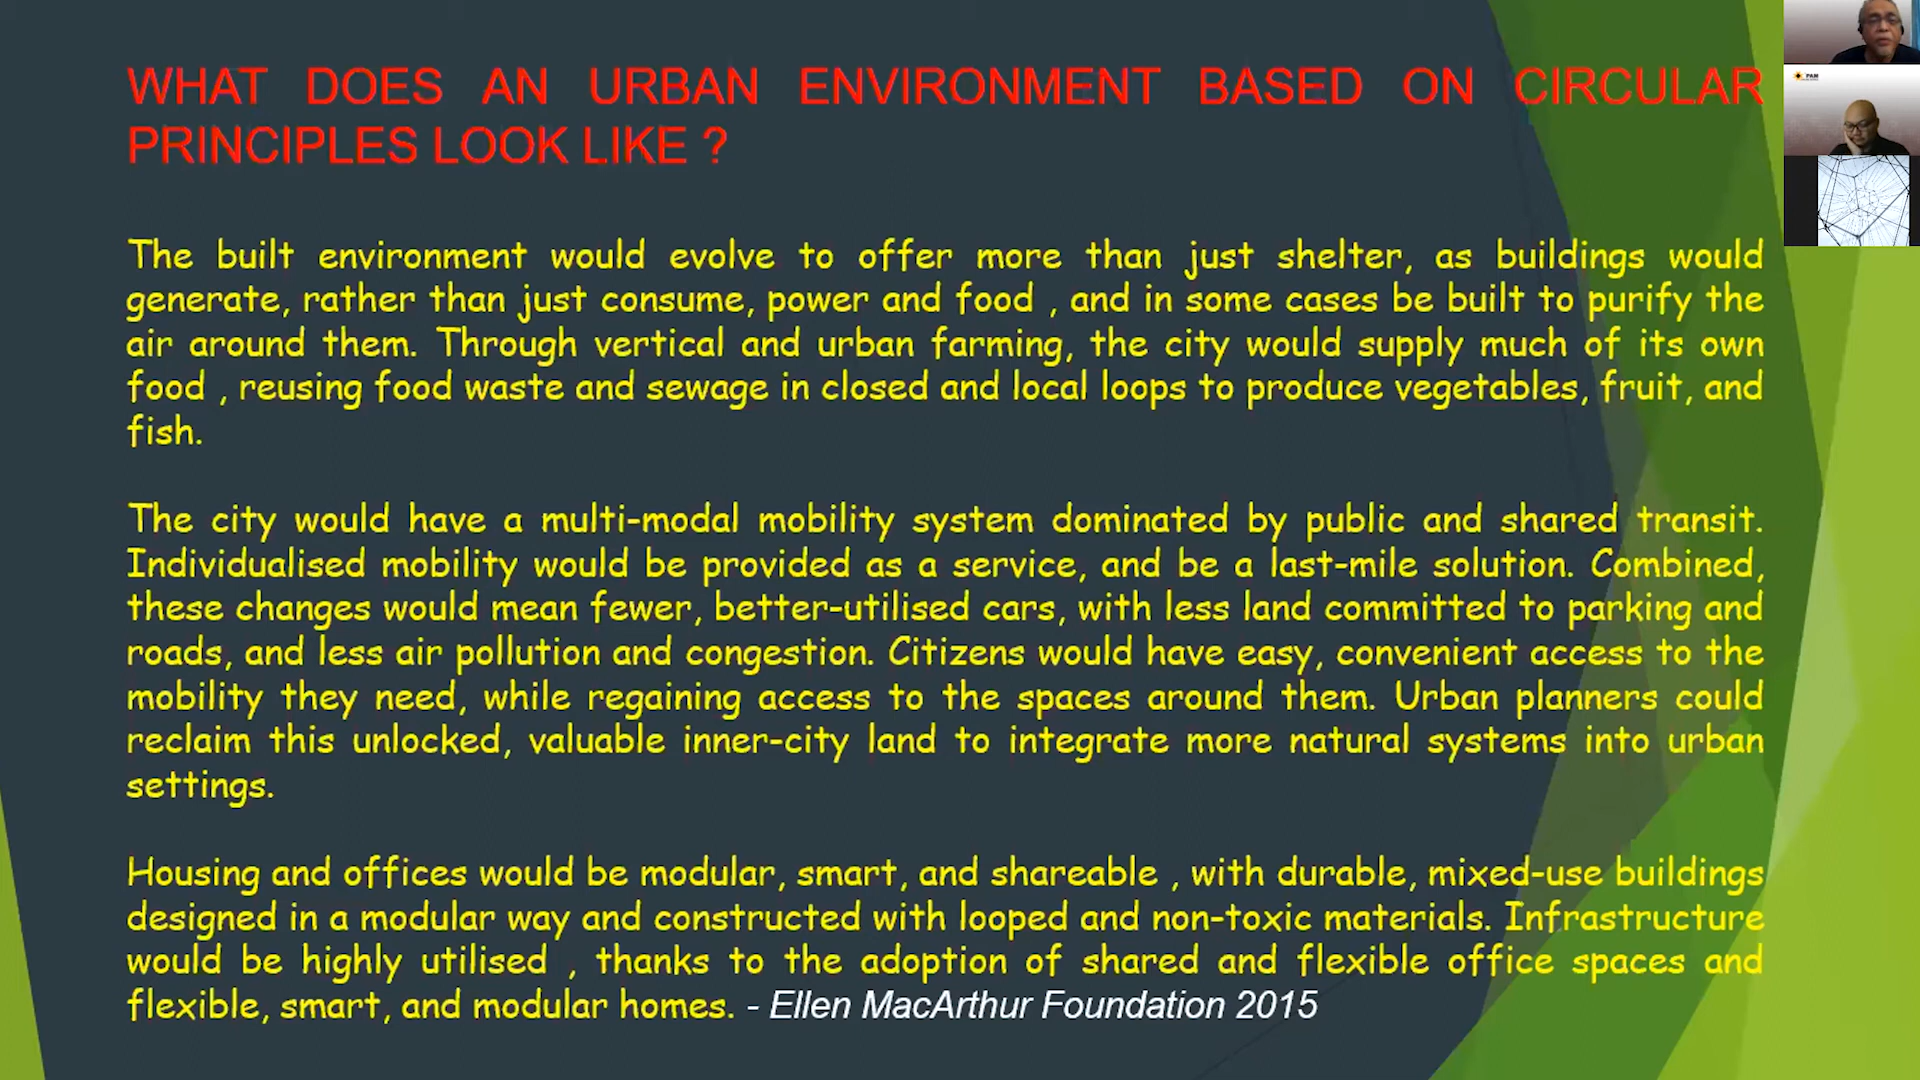 WHAT DOES AN URBAN ENVIRONMENT BASED ON CIRCULAR
PRINCIPLES LOOK LIKE ?
The built environment would evolve to offer more than just shelter, as buildings would
generate, rather than just consume, power and food , and in some cases be built to purify the
air around them. Through vertical and urban farming, the city would supply much of its own
food , reusing food waste and sewage in closed and local loops to produce vegetables, fruit, and
fish.
The city would have a multi-modal mobility system dominated by public and shared transit.
Individualised mobility would be provided as a service, and be a last-mile solution. Combined,
these changes would mean fewer, better-utilised cars, with less land committed to parking and
roads, and less air pollution and congestion. Citizens would have easy, convenient access to the
mobility they need, while regaining access to the spaces around them. Urban planners could
reclaim this unlocked, valuable inner-city land to integrate more natural systems into urban
settings.
Housing and offices would be modular, smart, and shareable , with durable, mixed-use buildings
designed in a modular way and constructed with looped and non-toxic materials. Infrastructure
would be highly utilised , thanks to the adoption of shared and flexible office spaces and
flexible, smart, and modular homes. - Ellen MacArthur Foundation 2015
PAM